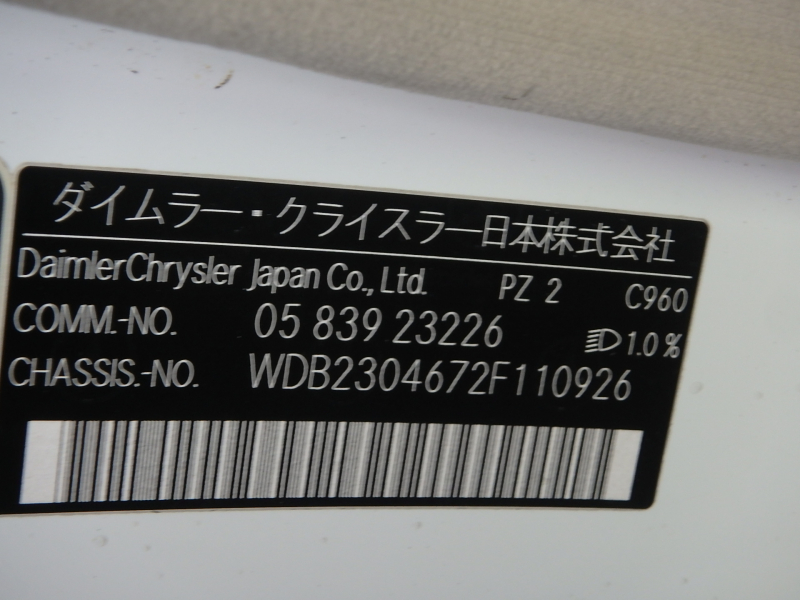 ダイムラー・クライスラー日本株式会社
DaimlerChrysler Japan Co., Ltd. PZ 2 C960
COMM.-NO. 05 839 23226 1.0 %
CHASSIS.-NO. WDB2304672F110926